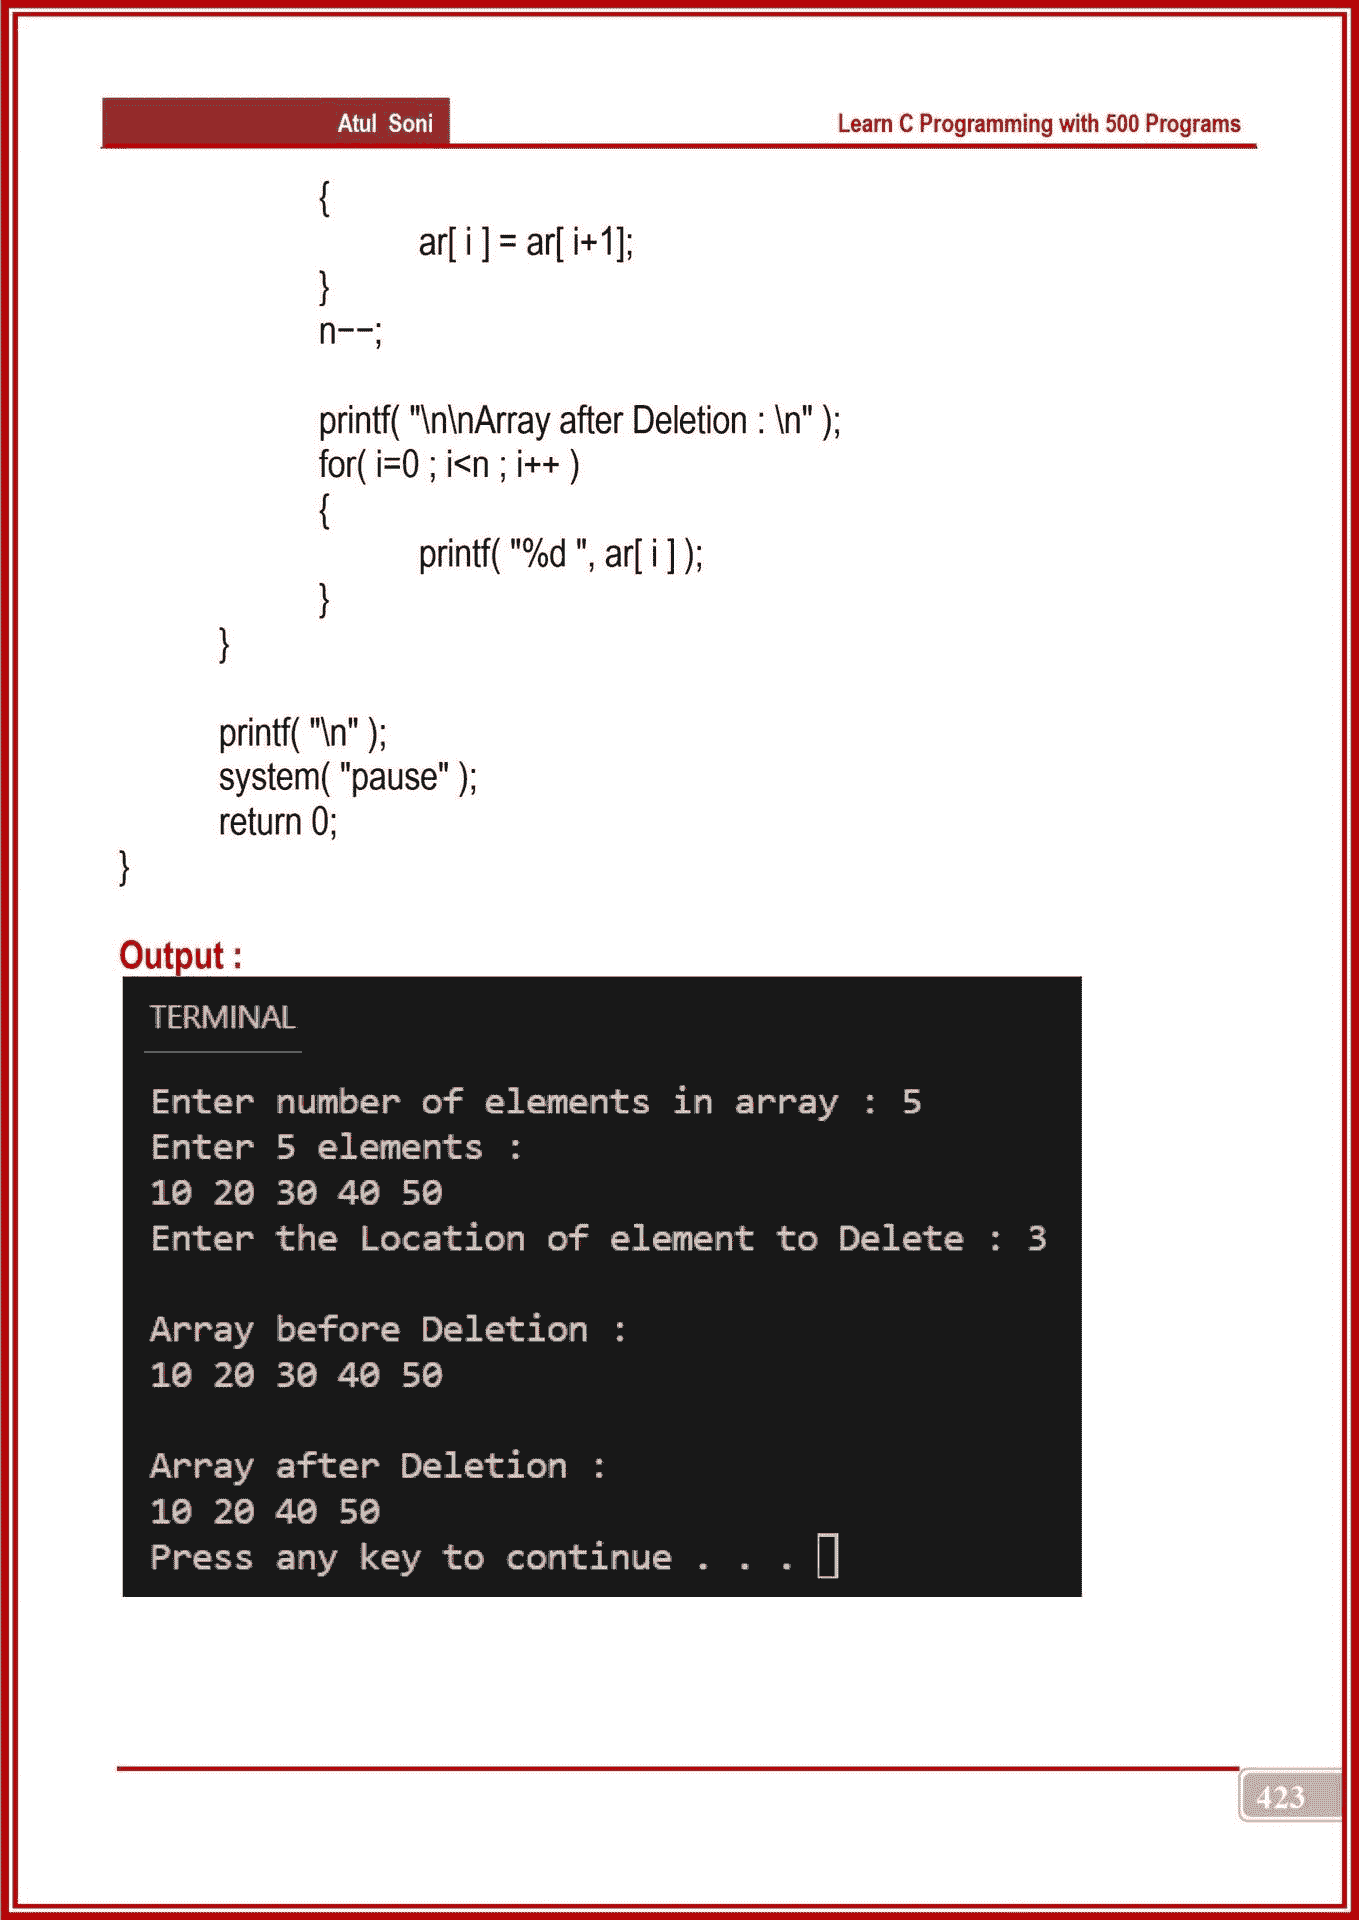 Atul Soni
Learn C Programming with 500 Programs
{
ar[ i ] = ar[ i+1];
}
n−−;
printf( "\n\nArray after Deletion : \n" );
for( i=0 ; i<n ; i++ )
{
printf( "%d ", ar[ i ] );
}
}
printf( "\n" );
system( "pause" );
return 0;
}
Output :
TERMINAL
Enter number of elements in array : 5
Enter 5 elements :
10 20 30 40 50
Enter the Location of element to Delete : 3
Array before Deletion :
10 20 30 40 50
Array after Deletion :
10 20 40 50
Press any key to continue . . .
423